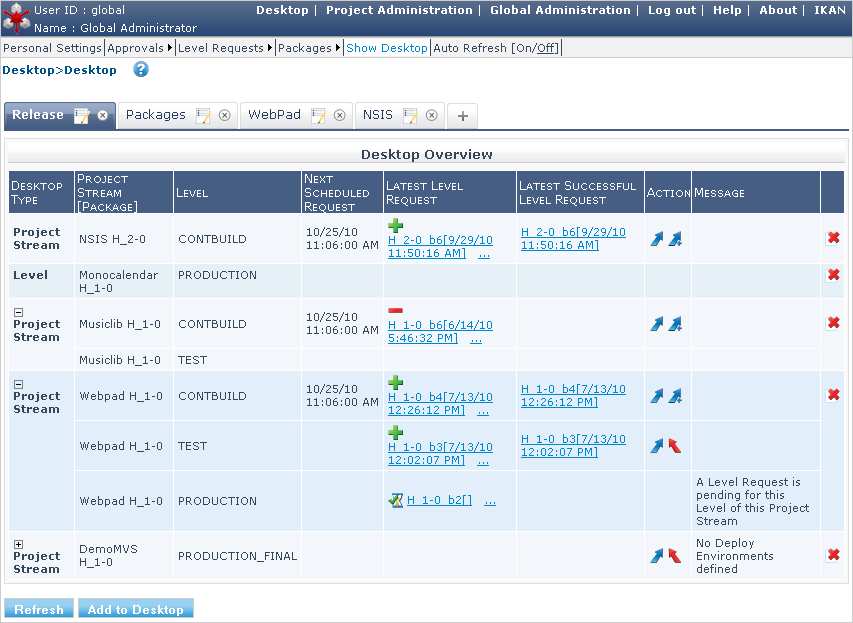 User ID : global
Name : Global Administrator
Desktop | Project Administration | Global Administration | Log out | Help | About | IKAN
Personal Settings Approvals Level Requests Packages Show Desktop Auto Refresh [On/Off]
Desktop>Desktop ?
Release Packages WebPad NSIS +
Desktop Overview
DESKTOP TYPE PROJECT STREAM [PACKAGE] LEVEL NEXT SCHEDULED REQUEST LATEST LEVEL REQUEST LATEST SUCCESSFUL LEVEL REQUEST ACTION MESSAGE
Project Stream NSIS H_2-0 CONTBUILD 10/25/10 11:06:00 AM H_2-0_b6[9/29/10 11:50:16 AM] ... H_2-0_b6[9/29/10 11:50:16 AM]
Level Monocalendar H_1-0 PRODUCTION
Project Stream Musiclib H_1-0 CONTBUILD 10/25/10 11:06:00 AM H_1-0_b6[6/14/10 5:46:32 PM] ...
Musiclib H_1-0 TEST
Project Stream Webpad H_1-0 CONTBUILD 10/25/10 11:06:00 AM H_1-0_b4[7/13/10 12:26:12 PM] ... H_1-0_b4[7/13/10 12:26:12 PM]
Webpad H_1-0 TEST H_1-0_b3[7/13/10 12:02:07 PM] ... H_1-0_b3[7/13/10 12:02:07 PM]
Webpad H_1-0 PRODUCTION H_1-0_b2[] ... A Level Request is pending for this Level of this Project Stream
Project Stream DemoMVS H_1-0 PRODUCTION_FINAL No Deploy Environments defined
Refresh Add to Desktop